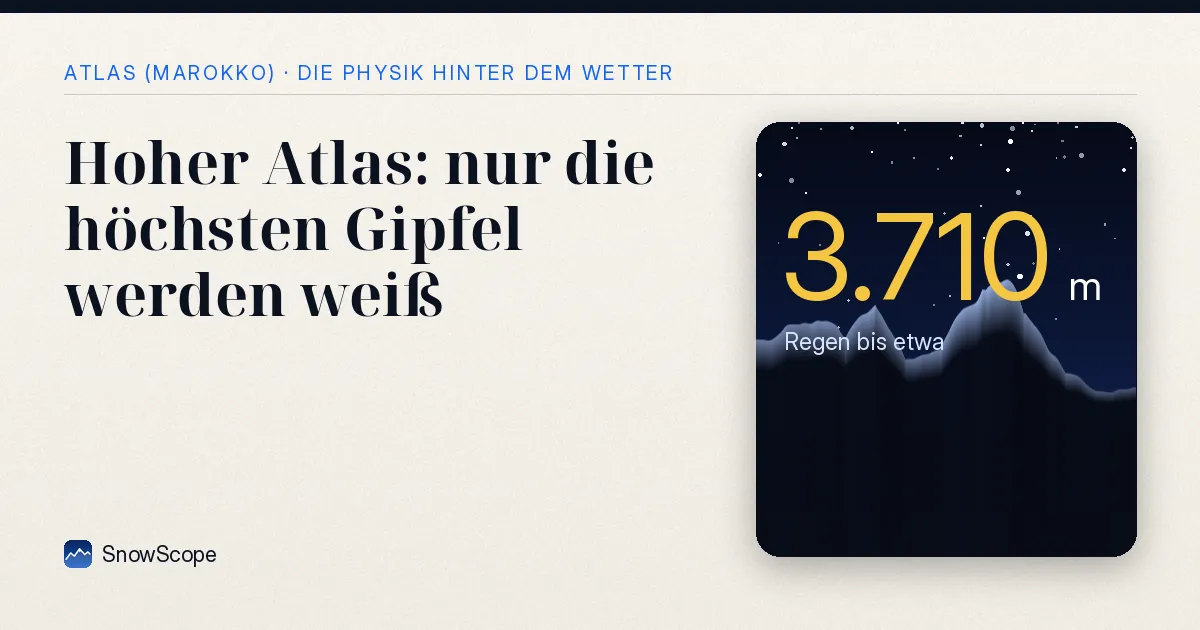 ATLAS (MAROKKO) · DIE PHYSIK HINTER DEM WETTER
Hoher Atlas: nur die
höchsten Gipfel
werden weiß
3.710 m
Regen bis etwa
SnowScope